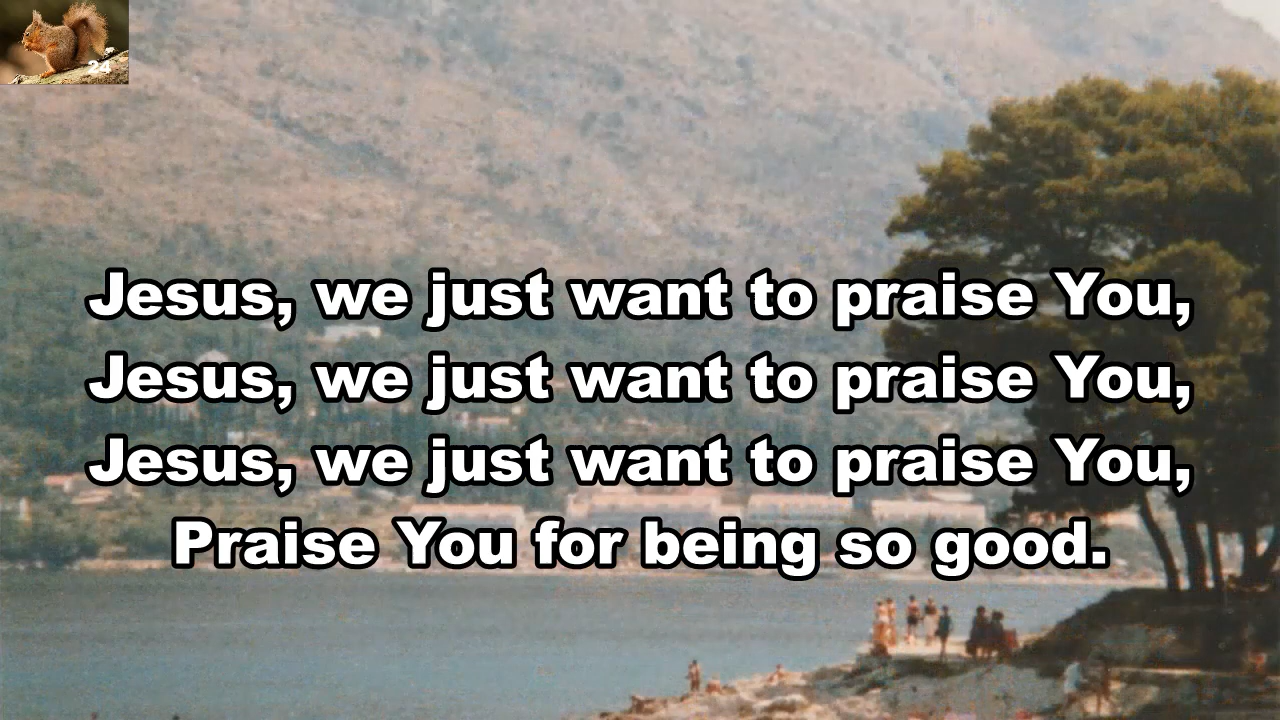 24
Jesus, we just want to praise You,
Jesus, we just want to praise You,
Jesus, we just want to praise You,
Praise You for being so good.